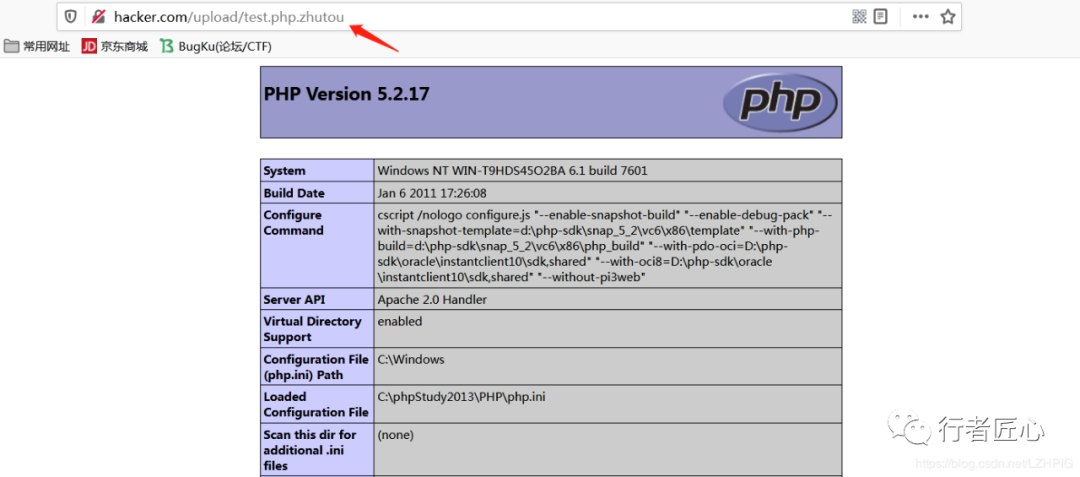 hacker.com/upload/test.php.zhutou
常用网址 JD 京东商城 BugKu(论坛/CTF)
PHP Version 5.2.17
php
System Windows NT WIN-T9HDS45O2BA 6.1 build 7601
Build Date Jan 6 2011 17:26:08
Configure cscript /nologo configure.js "--enable-snapshot-build" "--enable-debug-pack" "--
Command with-snapshot-template=d:\php-sdk\snap_5_2\vc6\x86\template" "--with-php-
build=d:\php-sdk\snap_5_2\vc6\x86\php_build" "--with-pdo-oci=D:\php-
sdk\oracle\instantclient10\sdk,shared" "--with-oci8=D:\php-sdk\oracle
\instantclient10\sdk,shared" "--without-pi3web"
Server API Apache 2.0 Handler
Virtual Directory enabled
Support
Configuration File C:\Windows
(php.ini) Path
Loaded C:\phpStudy2013\PHP\php.ini
Configuration File
Scan this dir for (none)
additional .ini
files
行者匠心
https://blog.csdn.net/LZHPIG